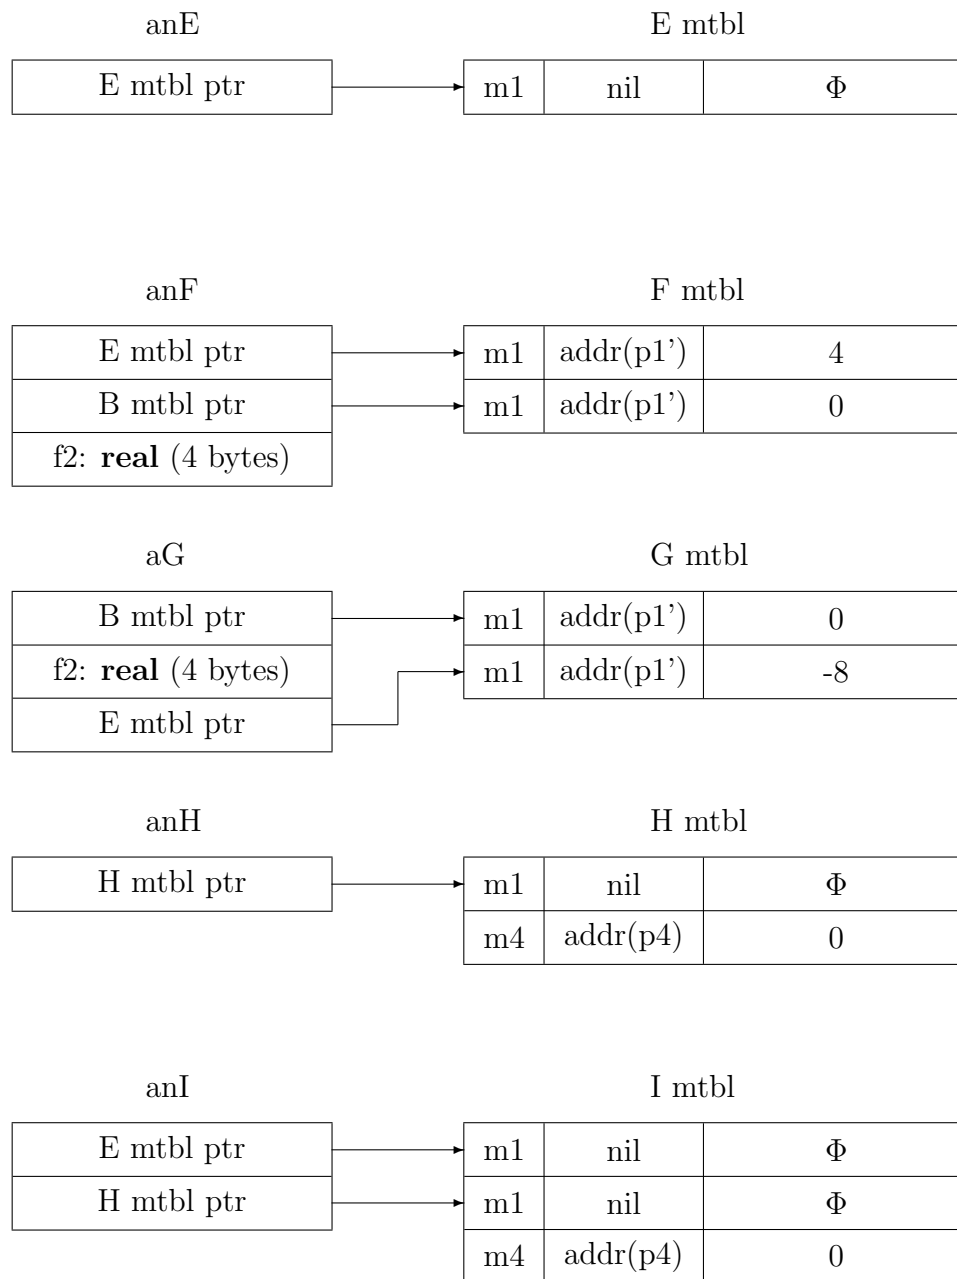 anE E mtbl
E mtbl ptr m1 nil Φ
anF F mtbl
E mtbl ptr m1 addr(p1’) 4
B mtbl ptr m1 addr(p1’) 0
f2: real (4 bytes)
aG G mtbl
B mtbl ptr m1 addr(p1’) 0
f2: real (4 bytes) m1 addr(p1’) -8
E mtbl ptr
anH H mtbl
H mtbl ptr m1 nil Φ
m4 addr(p4) 0
anI I mtbl
E mtbl ptr m1 nil Φ
H mtbl ptr m1 nil Φ
m4 addr(p4) 0